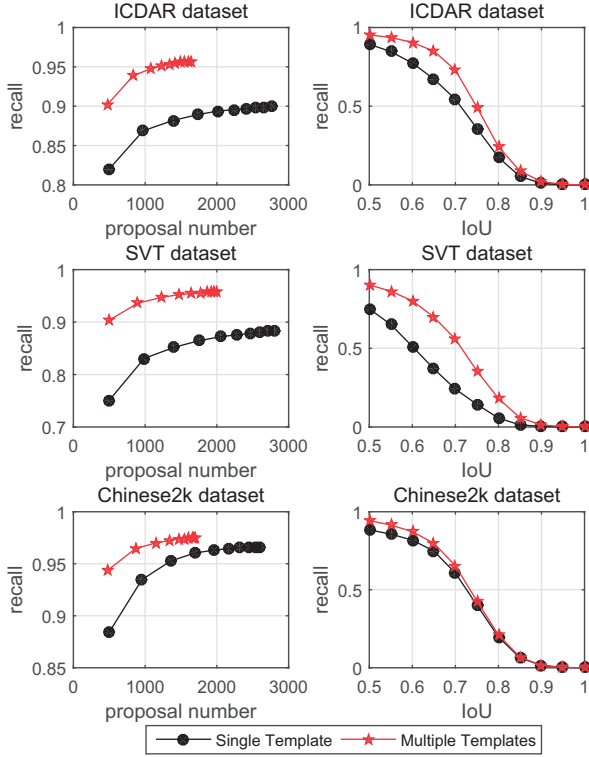 ICDAR dataset
1
0.95
0.9
0.85
0.8
recall
0 1000 2000 3000
proposal number
ICDAR dataset
1
0.5
0
recall
0.5 0.6 0.7 0.8 0.9 1
IoU
SVT dataset
1
0.9
0.8
0.7
recall
0 1000 2000 3000
proposal number
SVT dataset
1
0.5
0
recall
0.5 0.6 0.7 0.8 0.9 1
IoU
Chinese2k dataset
1
0.95
0.9
0.85
recall
0 1000 2000 3000
proposal number
Chinese2k dataset
1
0.5
0
recall
0.5 0.6 0.7 0.8 0.9 1
IoU
Single Template Multiple Templates